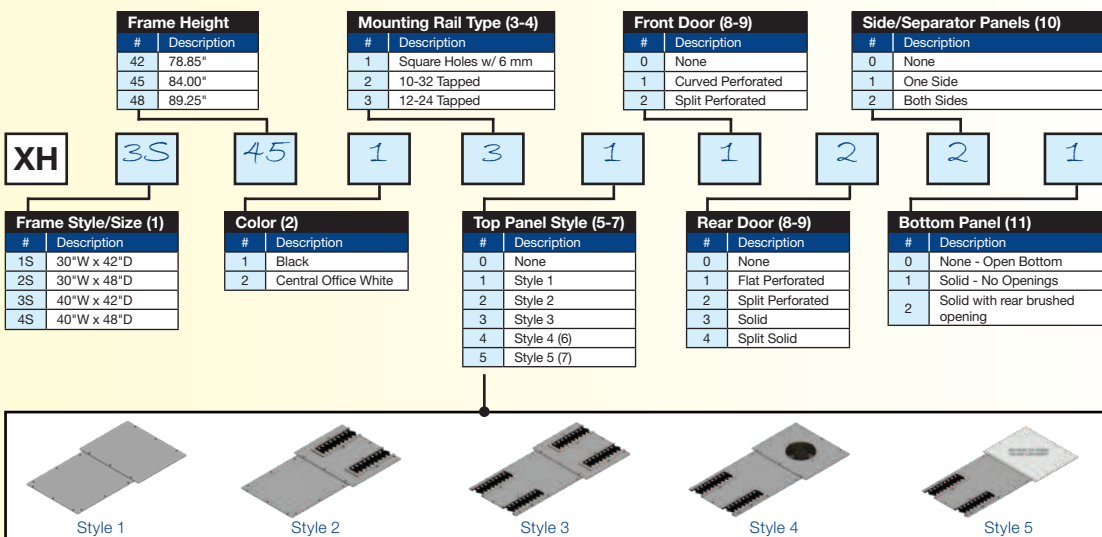 Frame Height
# Description
42 78.85"
45 84.00"
48 89.25"
Mounting Rail Type (3-4)
# Description
1 Square Holes w/ 6 mm
2 10-32 Tapped
3 12-24 Tapped
Front Door (8-9)
# Description
0 None
1 Curved Perforated
2 Split Perforated
Side/Separator Panels (10)
# Description
0 None
1 One Side
2 Both Sides
XH 3S 45 1 3 1 1 2 2 1
Frame Style/Size (1)
# Description
1S 30"W x 42"D
2S 30"W x 48"D
3S 40"W x 42"D
4S 40"W x 48"D
Color (2)
# Description
1 Black
2 Central Office White
Top Panel Style (5-7)
# Description
0 None
1 Style 1
2 Style 2
3 Style 3
4 Style 4 (6)
5 Style 5 (7)
Rear Door (8-9)
# Description
0 None
1 Flat Perforated
2 Split Perforated
3 Solid
4 Split Solid
Bottom Panel (11)
# Description
0 None - Open Bottom
1 Solid - No Openings
2 Solid with rear brushed
opening
Style 1 Style 2 Style 3 Style 4 Style 5